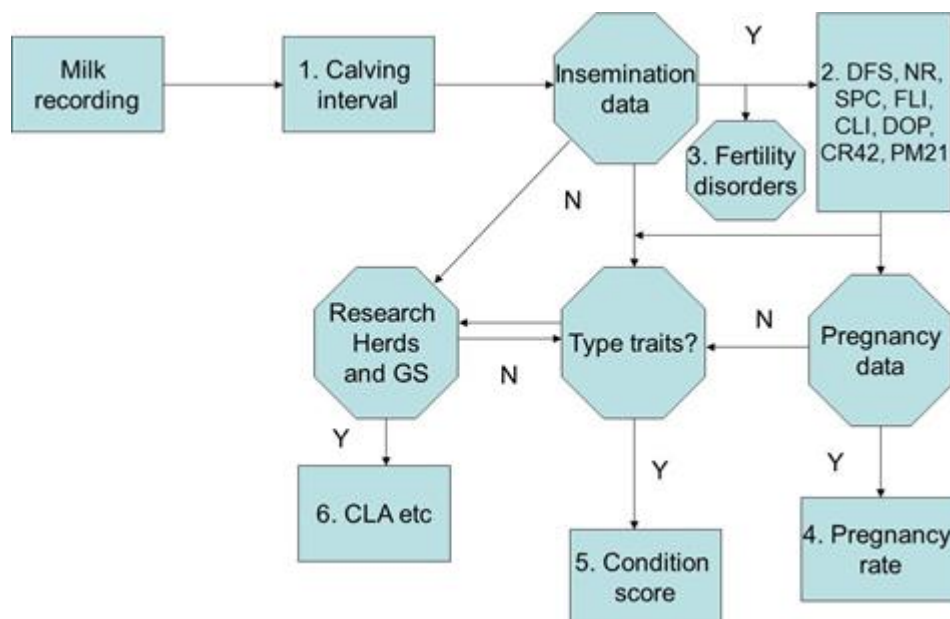 Milk
recording
1. Calving
interval
Insemination
data
Y
2. DFS, NR,
SPC, FLI,
CLI, DOP,
CR42, PM21
3. Fertility
disorders
N
Research
Herds
and GS
N
Type traits?
N
Pregnancy
data
Y
6. CLA etc
Y
5. Condition
score
Y
4. Pregnancy
rate